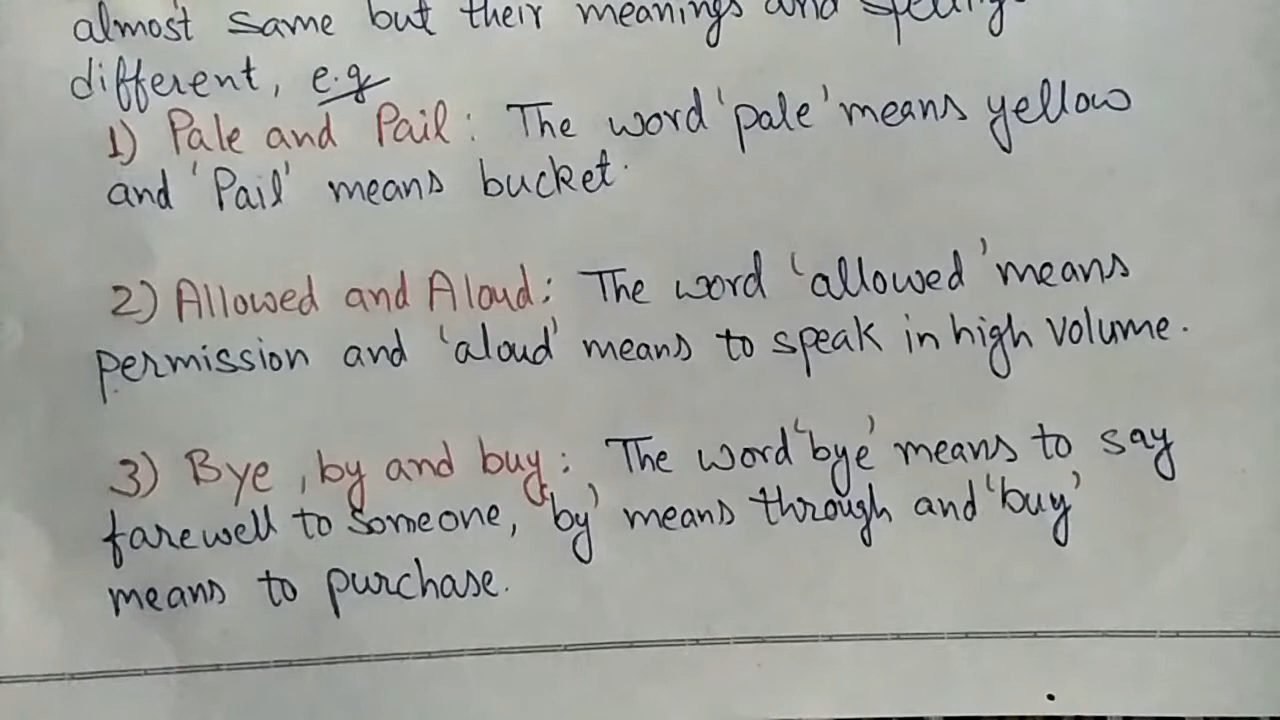 almost same but their meanings and
different, e.g
1) Pale and Pail: The word 'pale' means yellow
and 'Pail' means bucket.
2) Allowed and Aloud: The word 'allowed' means
permission and 'aloud' means to speak in high volume.
3) Bye, by and buy: The word 'bye' means to say
farewell to someone, 'by' means through and 'buy'
means to purchase.